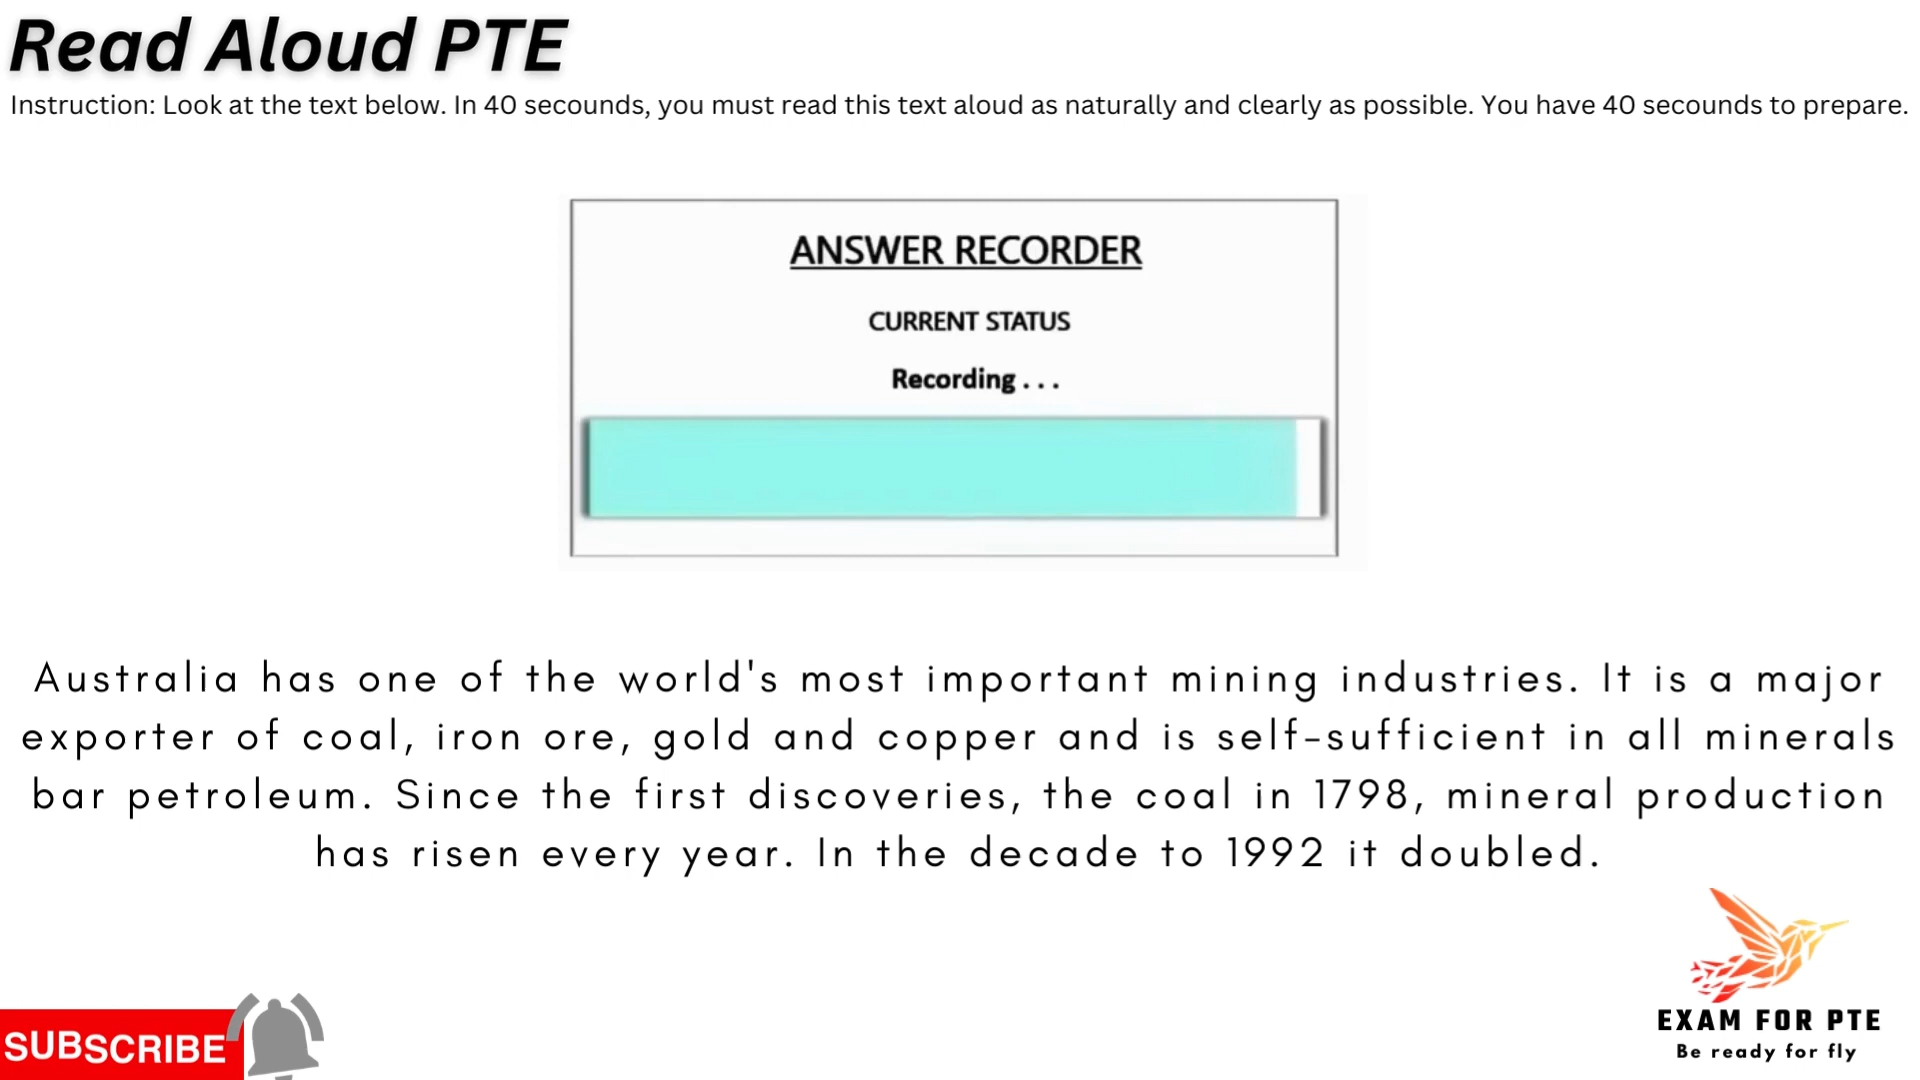 Read Aloud PTE
Instruction: Look at the text below. In 40 secounds, you must read this text aloud as naturally and clearly as possible. You have 40 secounds to prepare.
ANSWER RECORDER
CURRENT STATUS
Recording . . .
Australia has one of the world's most important mining industries. It is a major
exporter of coal, iron ore, gold and copper and is self-sufficient in all minerals
bar petroleum. Since the first discoveries, the coal in 1798, mineral production
has risen every year. In the decade to 1992 it doubled.
SUBSCRIBE
EXAM FOR PTE
Be ready for fly